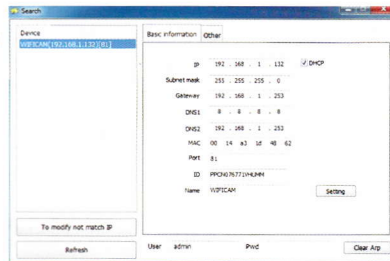 Search
Device
WIFICAM(192.168.1.132)[81]
To modify not match IP
Refresh
Basic information Other
IP 192 . 168 . 1 . 132 DHCP
Subnet mask 255 . 255 . 255 . 0
Gateway 192 . 168 . 1 . 253
DNS1 8 . 8 . 8 . 8
DNS2 192 . 168 . 1 . 253
MAC 00 14 a3 1d 48 62
Port 81
ID
Name WIFICAM Setting
User admin Pwd Clear Arp